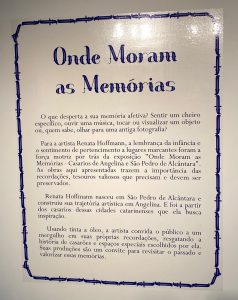 Onde Moram
as Memórias
O que desperta a sua memória afetiva? Sentir um cheiro
específico, ouvir uma música, tocar ou visualizar um objeto
ou, quem sabe, olhar para uma antiga fotografia?
Para a artista Renata Hoffmann, a lembrança da infância e
o sentimento de pertencimento a lugares marcantes foram a
força motriz por trás da exposição "Onde Moram as
Memórias - Casarios de Angelina e São Pedro de Alcântara".
As obras aqui apresentadas trazem a importância das
recordações, tesouros valiosos que precisam e devem ser
preservados.
Renata Hoffmann nasceu em São Pedro de Alcântara e
construiu sua trajetória artística em Angelina. E foi a partir
dos casarios dessas cidades catarinenses que ela busca
inspiração.
Usando tinta a óleo, a artista convida o público a um
mergulho em suas próprias recordações, resgatando a
história de casarões e espaços especiais escolhidos por ela.
Suas produções são um convite para revisitar o passado e
valorizar essas memórias.